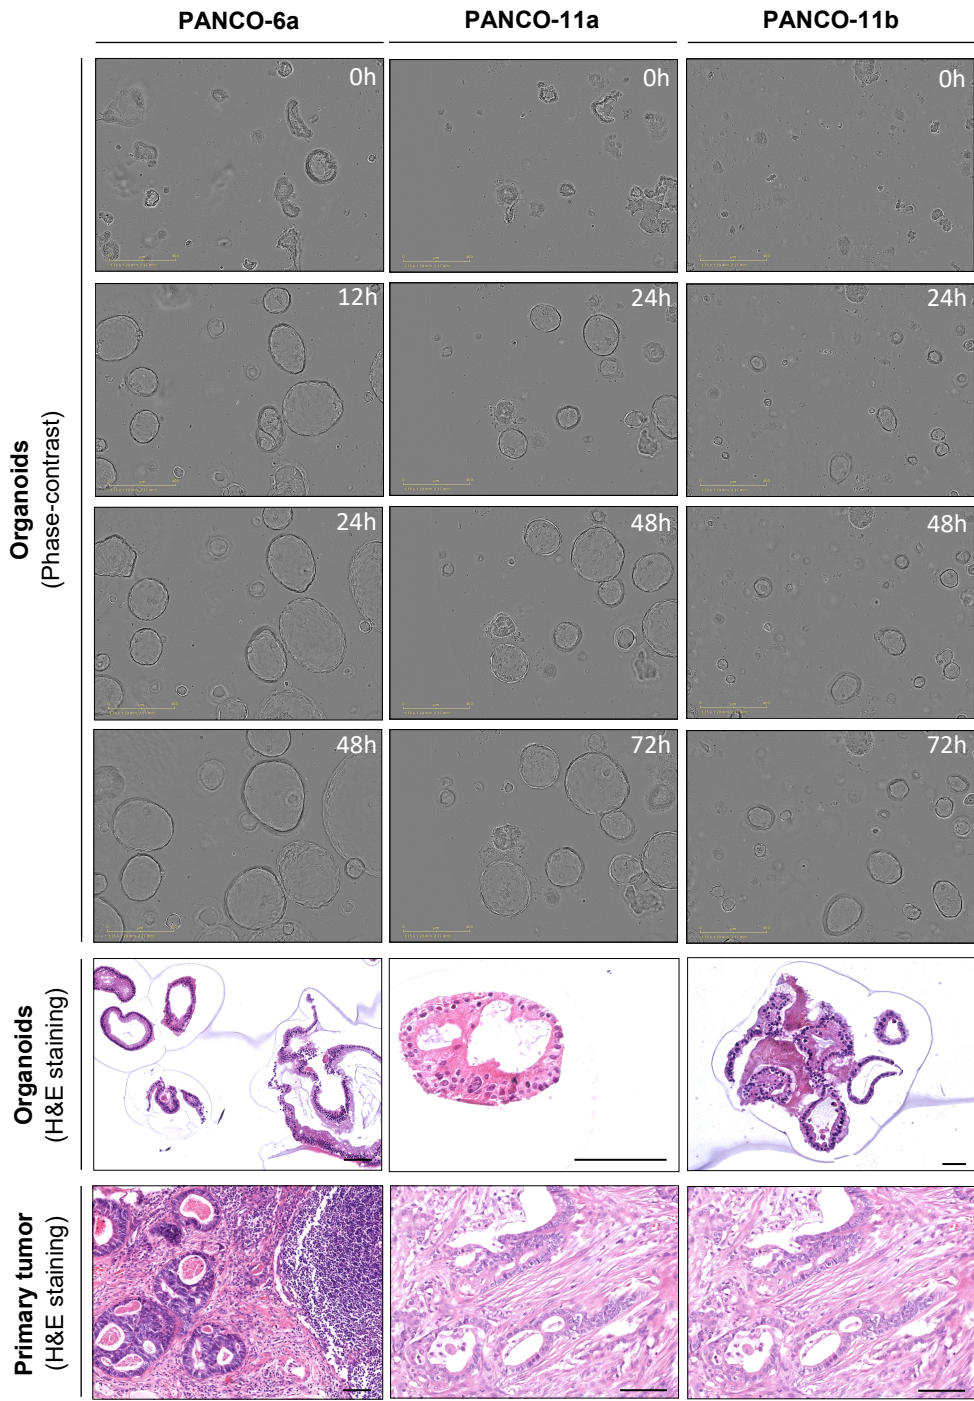 PANCO-6a PANCO-11a PANCO-11b
Organoids
(Phase-contrast)
0h 0h 0h
12h 24h 24h
24h 48h 48h
48h 72h 72h
Organoids
(H&E staining)
Primary tumor
(H&E staining)